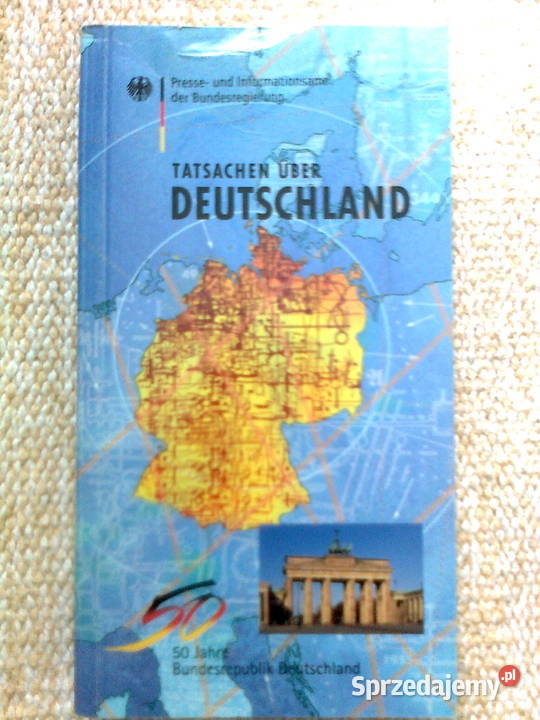 Presse- und Informationsamt
der Bundesregierung
TATSACHEN ÜBER
DEUTSCHLAND
50
50 Jahre
Bundesrepublik Deutschland
Sprzedajemy.pl